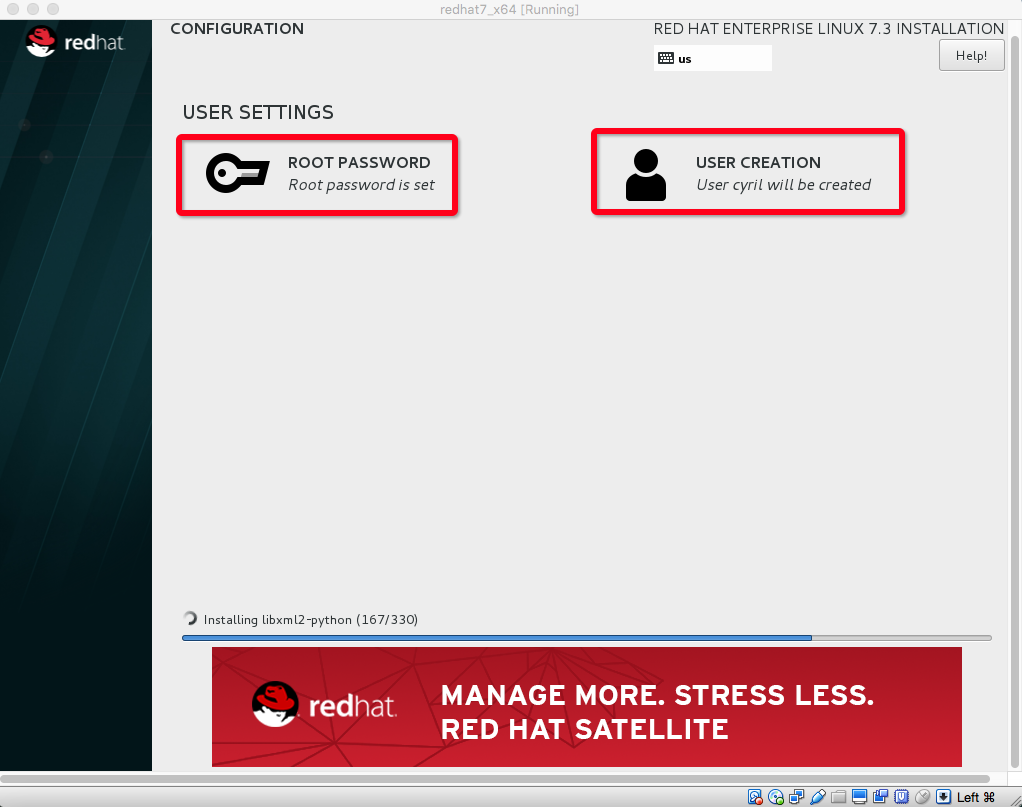 redhat7_x64 [Running]
redhat
CONFIGURATION
RED HAT ENTERPRISE LINUX 7.3 INSTALLATION
us
Help!
USER SETTINGS
ROOT PASSWORD
Root password is set
USER CREATION
User cyril will be created
Installing libxml2-python (167/330)
redhat.
MANAGE MORE. STRESS LESS.
RED HAT SATELLITE
Left ⌘